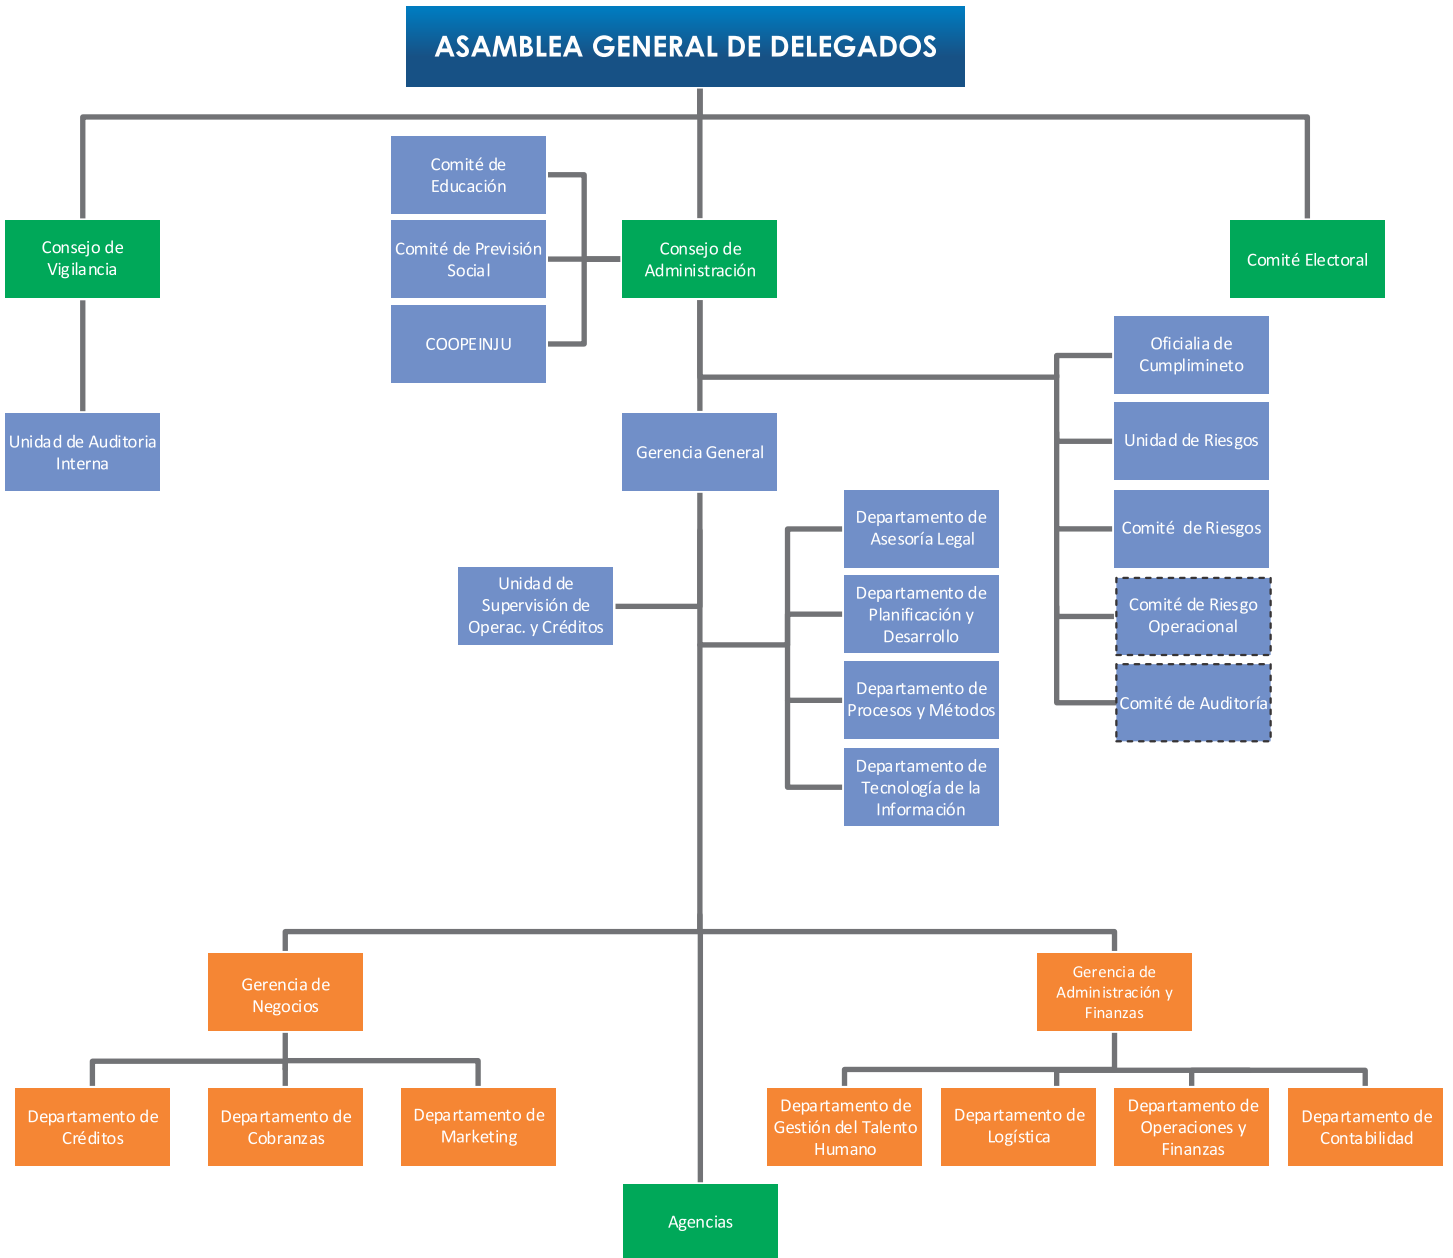 ASAMBLEA GENERAL DE DELEGADOS
Comité de
Educación
Consejo de
Vigilancia
Comité de Previsión
Social
Consejo de
Administración
Comité Electoral
COOPEINJU
Oficialia de
Cumplimineto
Unidad de Auditoria
Interna
Gerencia General
Unidad de Riesgos
Comité de Riesgos
Comité de Riesgo
Operacional
Comité de Auditoría
Departamento de
Asesoría Legal
Unidad de
Supervisión de
Operac. y Créditos
Departamento de
Planificación y
Desarrollo
Departamento de
Procesos y Métodos
Departamento de
Tecnología de la
Información
Gerencia de
Negocios
Gerencia de
Administración y
Finanzas
Departamento de
Créditos
Departamento de
Cobranzas
Departamento de
Marketing
Departamento de
Gestión del Talento
Humano
Departamento de
Logística
Departamento de
Operaciones y
Finanzas
Departamento de
Contabilidad
Agencias